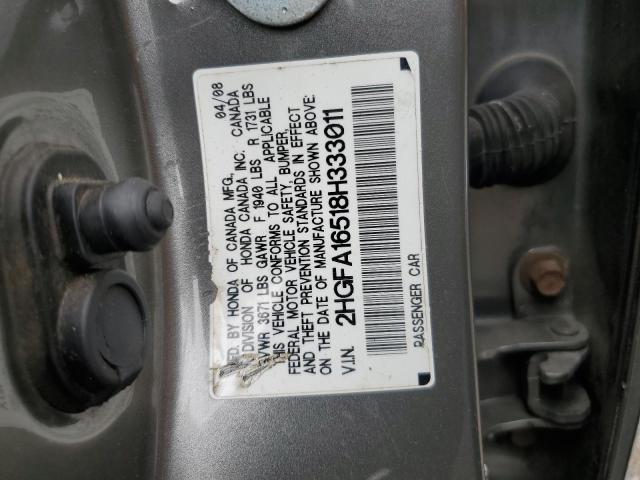 MFD. BY HONDA OF CANADA MFG., 04/08
A DIVISION OF HONDA CANADA INC. CANADA
GVWR 3671 LBS GAWR F 1940 LBS R 1731 LBS
THIS VEHICLE CONFORMS TO ALL APPLICABLE
FEDERAL MOTOR VEHICLE SAFETY, BUMPER,
AND THEFT PREVENTION STANDARDS IN EFFECT
ON THE DATE OF MANUFACTURE SHOWN ABOVE.
V.I.N. 2HGFA16518H333011
PASSENGER CAR